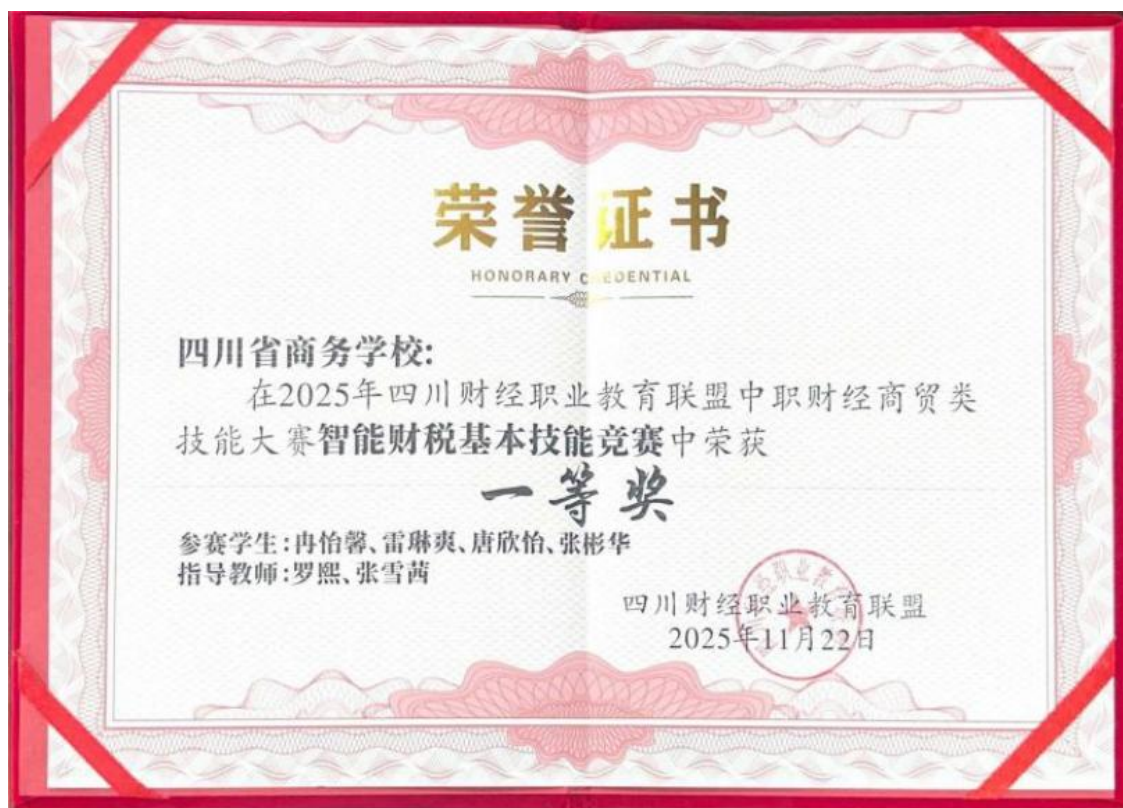 荣誉证书
HONORARY CREDENTIAL
四川省商务学校:
在2025年四川财经职业教育联盟中职财经商贸类
技能大赛智能财税基本技能竞赛中荣获
一等奖
参赛学生:冉怡馨、雷琳爽、唐欣怡、张彬华
指导教师:罗熙、张雪茜
四川财经职业教育联盟
2025年11月22日